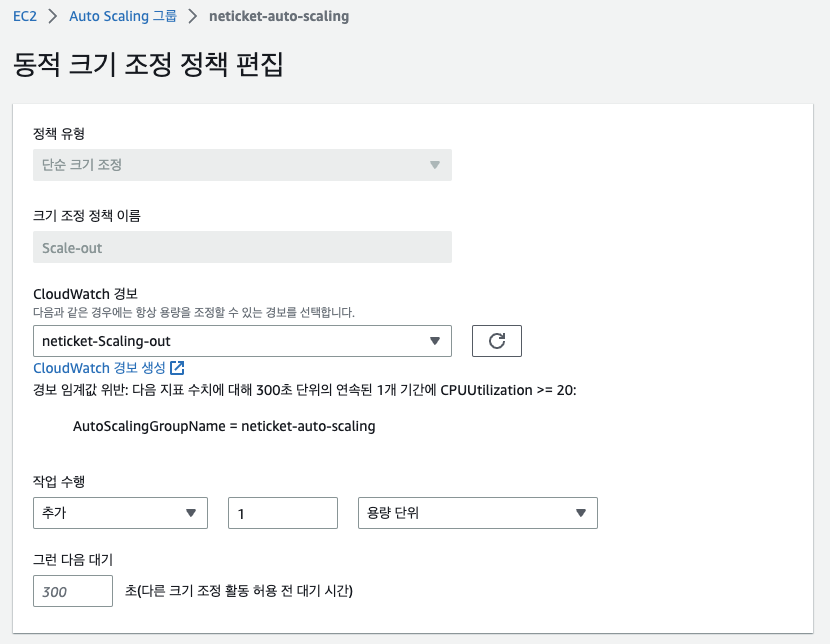 EC2 > Auto Scaling 그룹 > neticket-auto-scaling
동적 크기 조정 정책 편집
정책 유형
단순 크기 조정
크기 조정 정책 이름
Scale-out
CloudWatch 경보
다음과 같은 경우에는 항상 용량을 조정할 수 있는 경보를 선택합니다.
neticket-Scaling-out
CloudWatch 경보 생성
경보 임계값 위반: 다음 지표 수치에 대해 300초 단위의 연속된 1개 기간에 CPUUtilization >= 20:
AutoScalingGroupName = neticket-auto-scaling
작업 수행
추가 1 용량 단위
그런 다음 대기
300 초(다른 크기 조정 활동 허용 전 대기 시간)